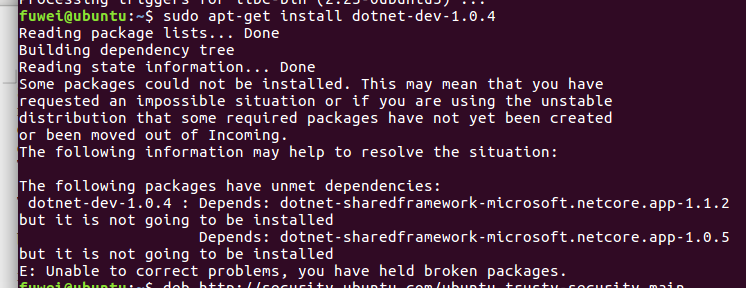 Processing triggers for libc-bin (2.23-0ubuntu5) ...
fuwei@ubuntu:~$ sudo apt-get install dotnet-dev-1.0.4
Reading package lists... Done
Building dependency tree
Reading state information... Done
Some packages could not be installed. This may mean that you have
requested an impossible situation or if you are using the unstable
distribution that some required packages have not yet been created
or been moved out of Incoming.
The following information may help to resolve the situation:

The following packages have unmet dependencies:
 dotnet-dev-1.0.4 : Depends: dotnet-sharedframework-microsoft.netcore.app-1.1.2
but it is not going to be installed
                    Depends: dotnet-sharedframework-microsoft.netcore.app-1.0.5
but it is not going to be installed
E: Unable to correct problems, you have held broken packages.
fuwei@ubuntu:~$ deb http://security.ubuntu.com/ubuntu trusty-security main